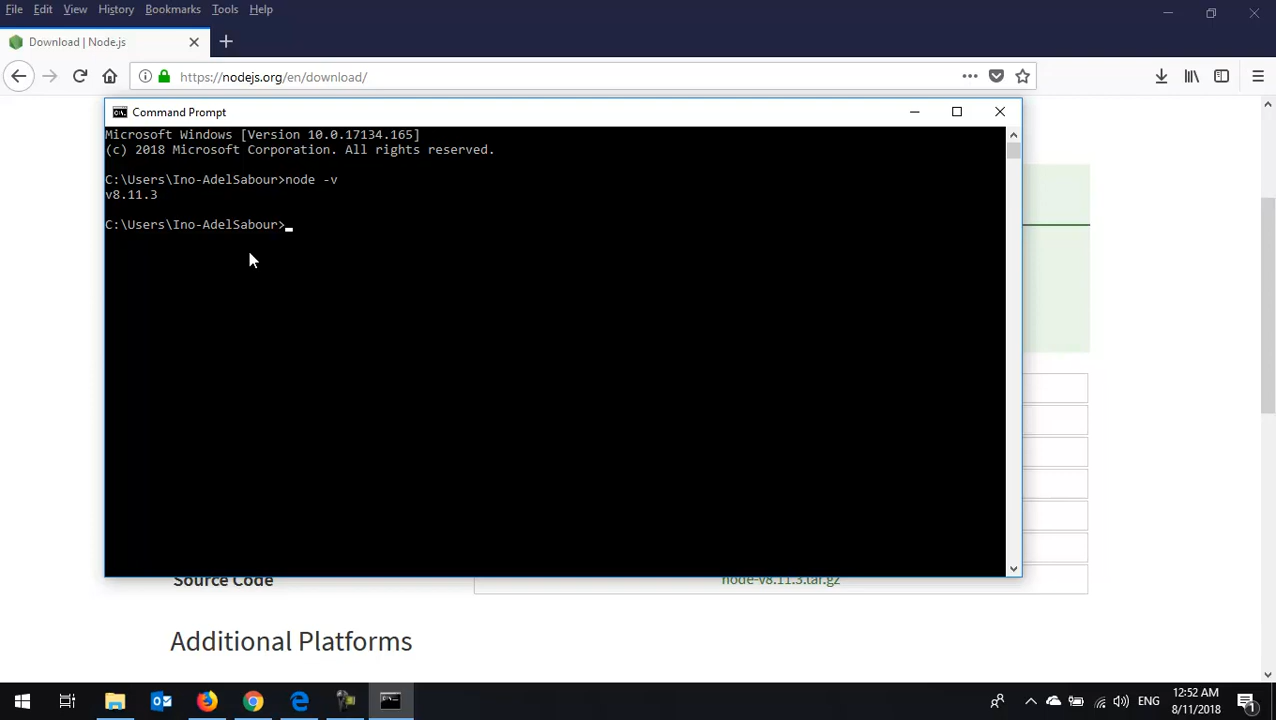 File Edit View History Bookmarks Tools Help
Download | Node.js
https://nodejs.org/en/download/
Command Prompt
Microsoft Windows [Version 10.0.17134.165]
(c) 2018 Microsoft Corporation. All rights reserved.
C:\Users\Ino-AdelSabour>node -v
v8.11.3
C:\Users\Ino-AdelSabour>
Source Code node-v8.11.3.tar.gz
Additional Platforms
ENG
12:52 AM
8/11/2018
1